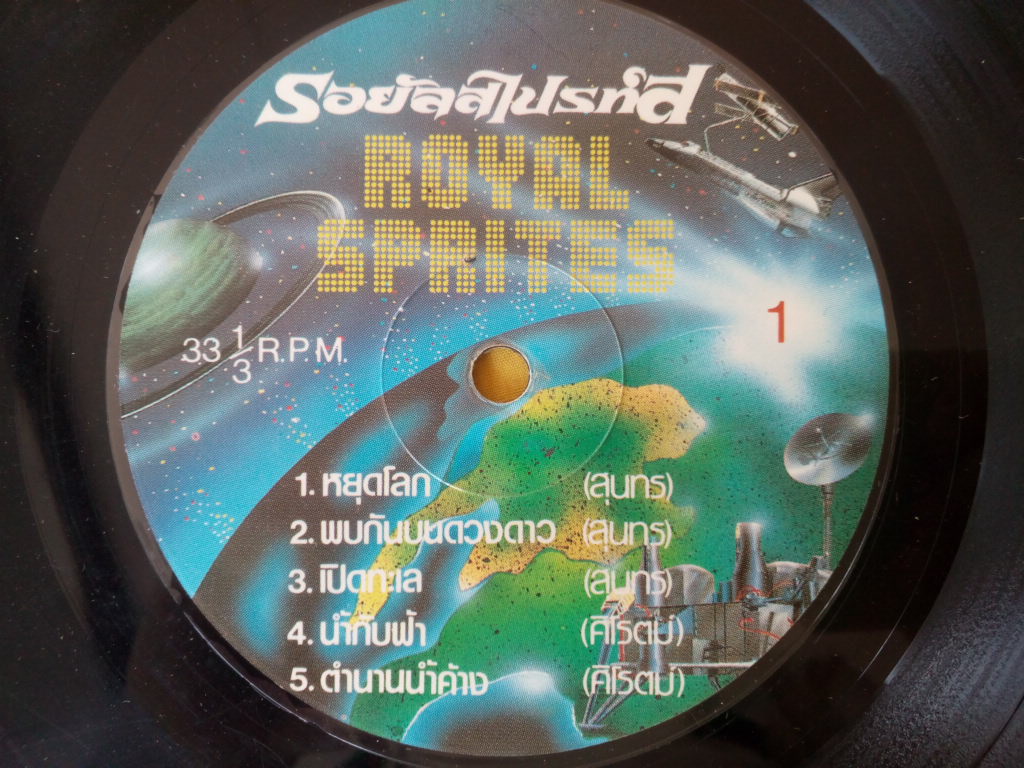 รอยัลสไปรท์ส
ROYAL
SPRITES
1
33 1/3 R.P.M.
1. หยุดโลก (สุนทร)
2. พบกันบนดวงดาว (สุนทร)
3. เปิดทะเล (สุนทร)
4. น้ำกับฟ้า (ศิโรตม์)
5. ตำนานน้ำค้าง (ศิโรตม์)